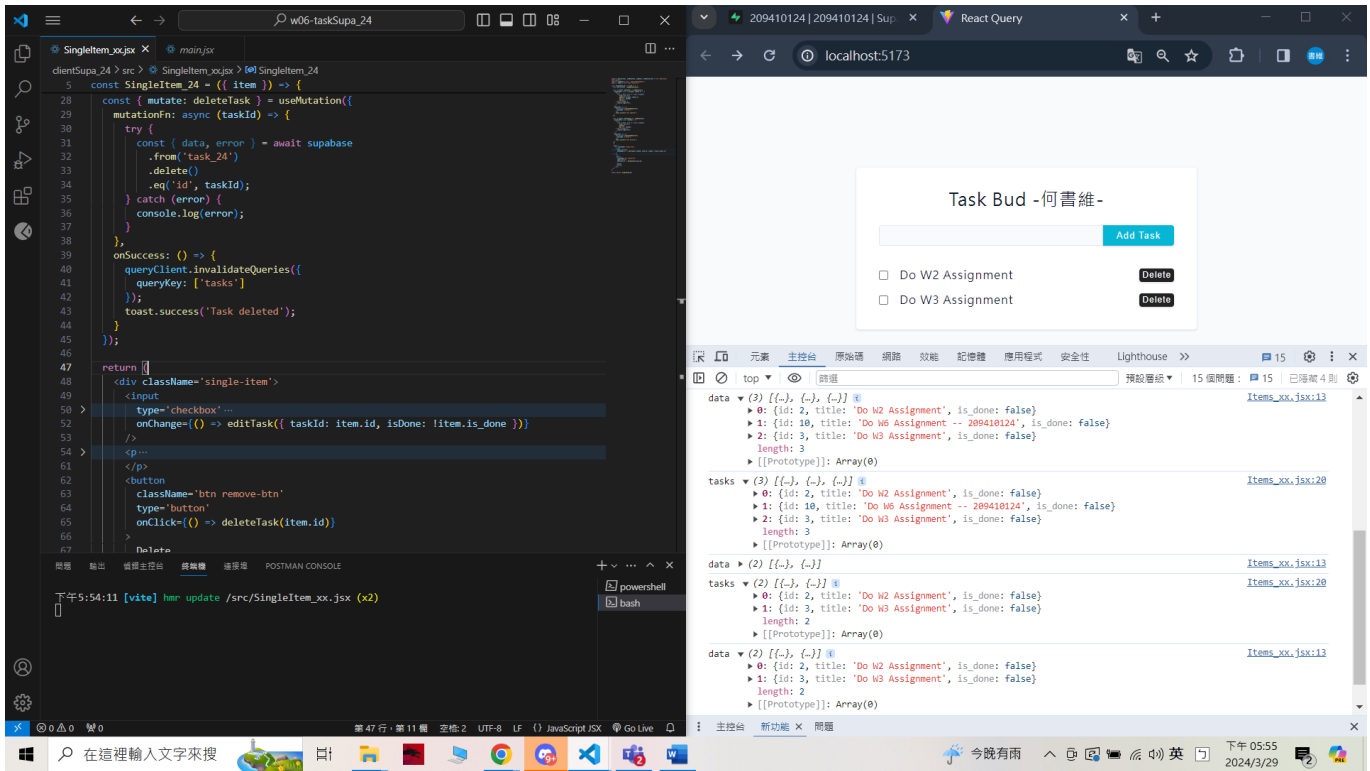 w06-taskSupa_24
SingleItem_xx.jsx
main.jsx
clientSupa_24 > src > SingleItem_xx.jsx > SingleItem_24
5 const SingleItem_24 = ({ item }) => {
28 const { mutate: deleteTask } = useMutation({
29 mutationFn: async (taskId) => {
30 try {
31 const { data, error } = await supabase
32 .from('task_24')
33 .delete()
34 .eq('id', taskId);
35 } catch (error) {
36 console.log(error);
37 }
38 },
39 onSuccess: () => {
40 queryClient.invalidateQueries({
41 queryKey: ['tasks']
42 });
43 toast.success('Task deleted');
44 }
45 });
46
47 return (
48 <div className='single-item'>
49 <input
50 type='checkbox' ...
52 onChange={() => editTask({ taskId: item.id, isDone: !item.is_done })}
53 />
54 <p ...
61 </p>
62 <button
63 className='btn remove-btn'
64 type='button'
65 onClick={() => deleteTask(item.id)}
66 >
67 Delete
問題 輸出 偵錯主控台 終端機 連接埠 POSTMAN CONSOLE
powershell
bash
下午5:54:11 [vite] hmr update /src/SingleItem_xx.jsx (x2)
0 0 0 第 47 行，第 11 欄 空格: 2 UTF-8 LF {} JavaScript JSX Go Live
209410124 | 209410124 | Sup
React Query
localhost:5173
書維
Task Bud -何書維-
Add Task
Do W2 Assignment Delete
Do W3 Assignment Delete
元素 主控台 原始碼 網路 效能 記憶體 應用程式 安全性 Lighthouse 15
top 篩選 預設層級 15 個問題： 15 已隱藏 4 則
data (3) [{…}, {…}, {…}] Items_xx.jsx:13
0: {id: 2, title: 'Do W2 Assignment', is_done: false}
1: {id: 10, title: 'Do W6 Assignment -- 209410124', is_done: false}
2: {id: 3, title: 'Do W3 Assignment', is_done: false}
length: 3
[[Prototype]]: Array(0)
tasks (3) [{…}, {…}, {…}] Items_xx.jsx:20
0: {id: 2, title: 'Do W2 Assignment', is_done: false}
1: {id: 10, title: 'Do W6 Assignment -- 209410124', is_done: false}
2: {id: 3, title: 'Do W3 Assignment', is_done: false}
length: 3
[[Prototype]]: Array(0)
data (2) [{…}, {…}] Items_xx.jsx:13
tasks (2) [{…}, {…}] Items_xx.jsx:20
0: {id: 2, title: 'Do W2 Assignment', is_done: false}
1: {id: 3, title: 'Do W3 Assignment', is_done: false}
length: 2
[[Prototype]]: Array(0)
data (2) [{…}, {…}] Items_xx.jsx:13
0: {id: 2, title: 'Do W2 Assignment', is_done: false}
1: {id: 3, title: 'Do W3 Assignment', is_done: false}
length: 2
[[Prototype]]: Array(0)
主控台 新功能 問題
在這裡輸入文字來搜
9+
2
今晚有雨
英
下午 05:55
2024/3/29
2
PRE